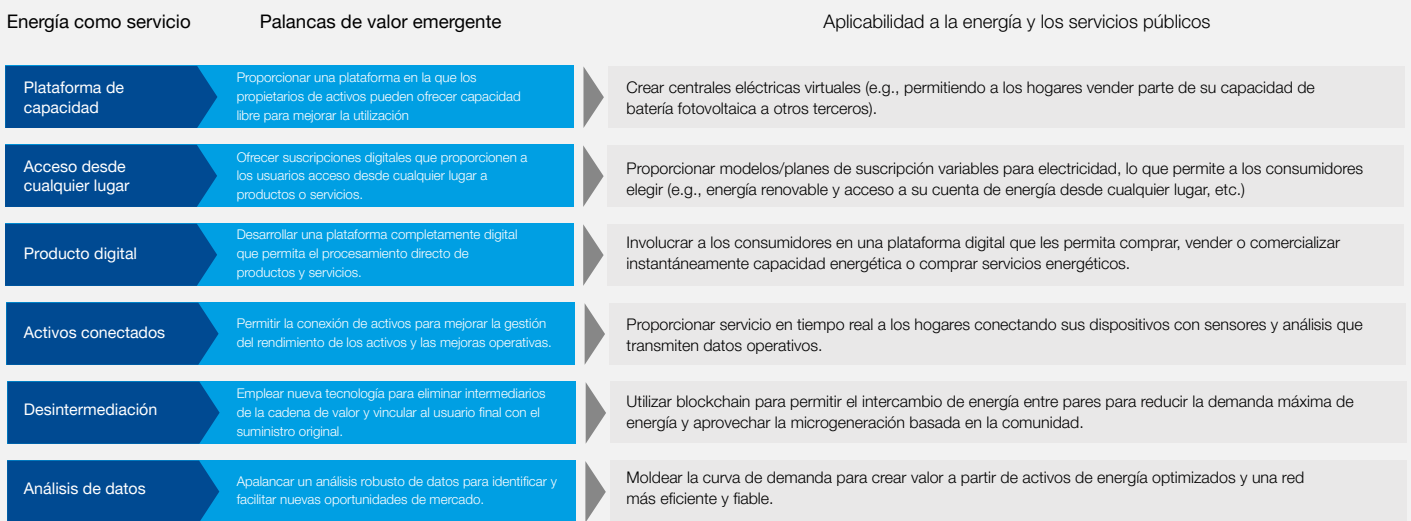 Energía como servicio
Palancas de valor emergente
Aplicabilidad a la energía y los servicios públicos
Plataforma de
capacidad
Proporcionar una plataforma en la que los
propietarios de activos pueden ofrecer capacidad
libre para mejorar la utilización
Crear centrales eléctricas virtuales (e.g., permitiendo a los hogares vender parte de su capacidad de
batería fotovoltaica a otros terceros).
Acceso desde
cualquier lugar
Ofrecer suscripciones digitales que proporcionen a
los usuarios acceso desde cualquier lugar a
productos o servicios.
Proporcionar modelos/planes de suscripción variables para electricidad, lo que permite a los consumidores
elegir (e.g., energía renovable y acceso a su cuenta de energía desde cualquier lugar, etc.)
Producto digital
Desarrollar una plataforma completamente digital
que permita el procesamiento directo de
productos y servicios.
Involucrar a los consumidores en una plataforma digital que les permita comprar, vender o comercializar
instantáneamente capacidad energética o comprar servicios energéticos.
Activos conectados
Permitir la conexión de activos para mejorar la gestión
del rendimiento de los activos y las mejoras operativas.
Proporcionar servicio en tiempo real a los hogares conectando sus dispositivos con sensores y análisis que
transmiten datos operativos.
Desintermediación
Emplear nueva tecnología para eliminar intermediarios
de la cadena de valor y vincular al usuario final con el
suministro original.
Utilizar blockchain para permitir el intercambio de energía entre pares para reducir la demanda máxima de
energía y aprovechar la microgeneración basada en la comunidad.
Análisis de datos
Apalancar un análisis robusto de datos para identificar y
facilitar nuevas oportunidades de mercado.
Moldear la curva de demanda para crear valor a partir de activos de energía optimizados y una red
más eficiente y fiable.